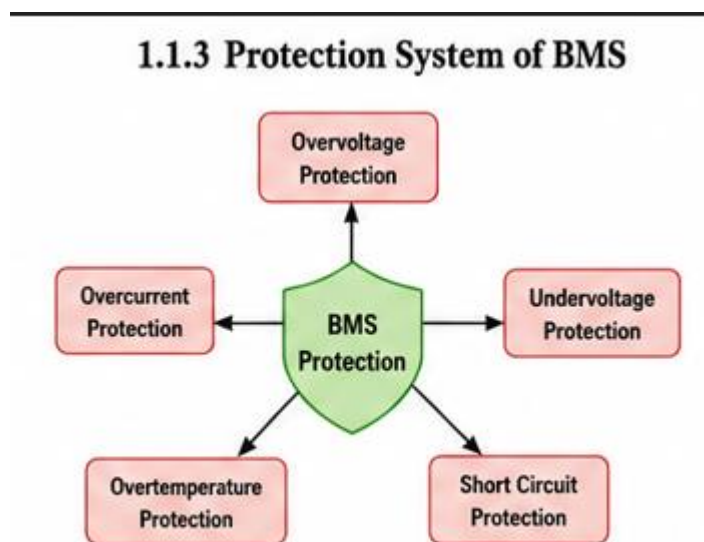 1.1.3 Protection System of BMS
Overvoltage
Protection
Overcurrent
Protection
BMS
Protection
Undervoltage
Protection
Overtemperature
Protection
Short Circuit
Protection